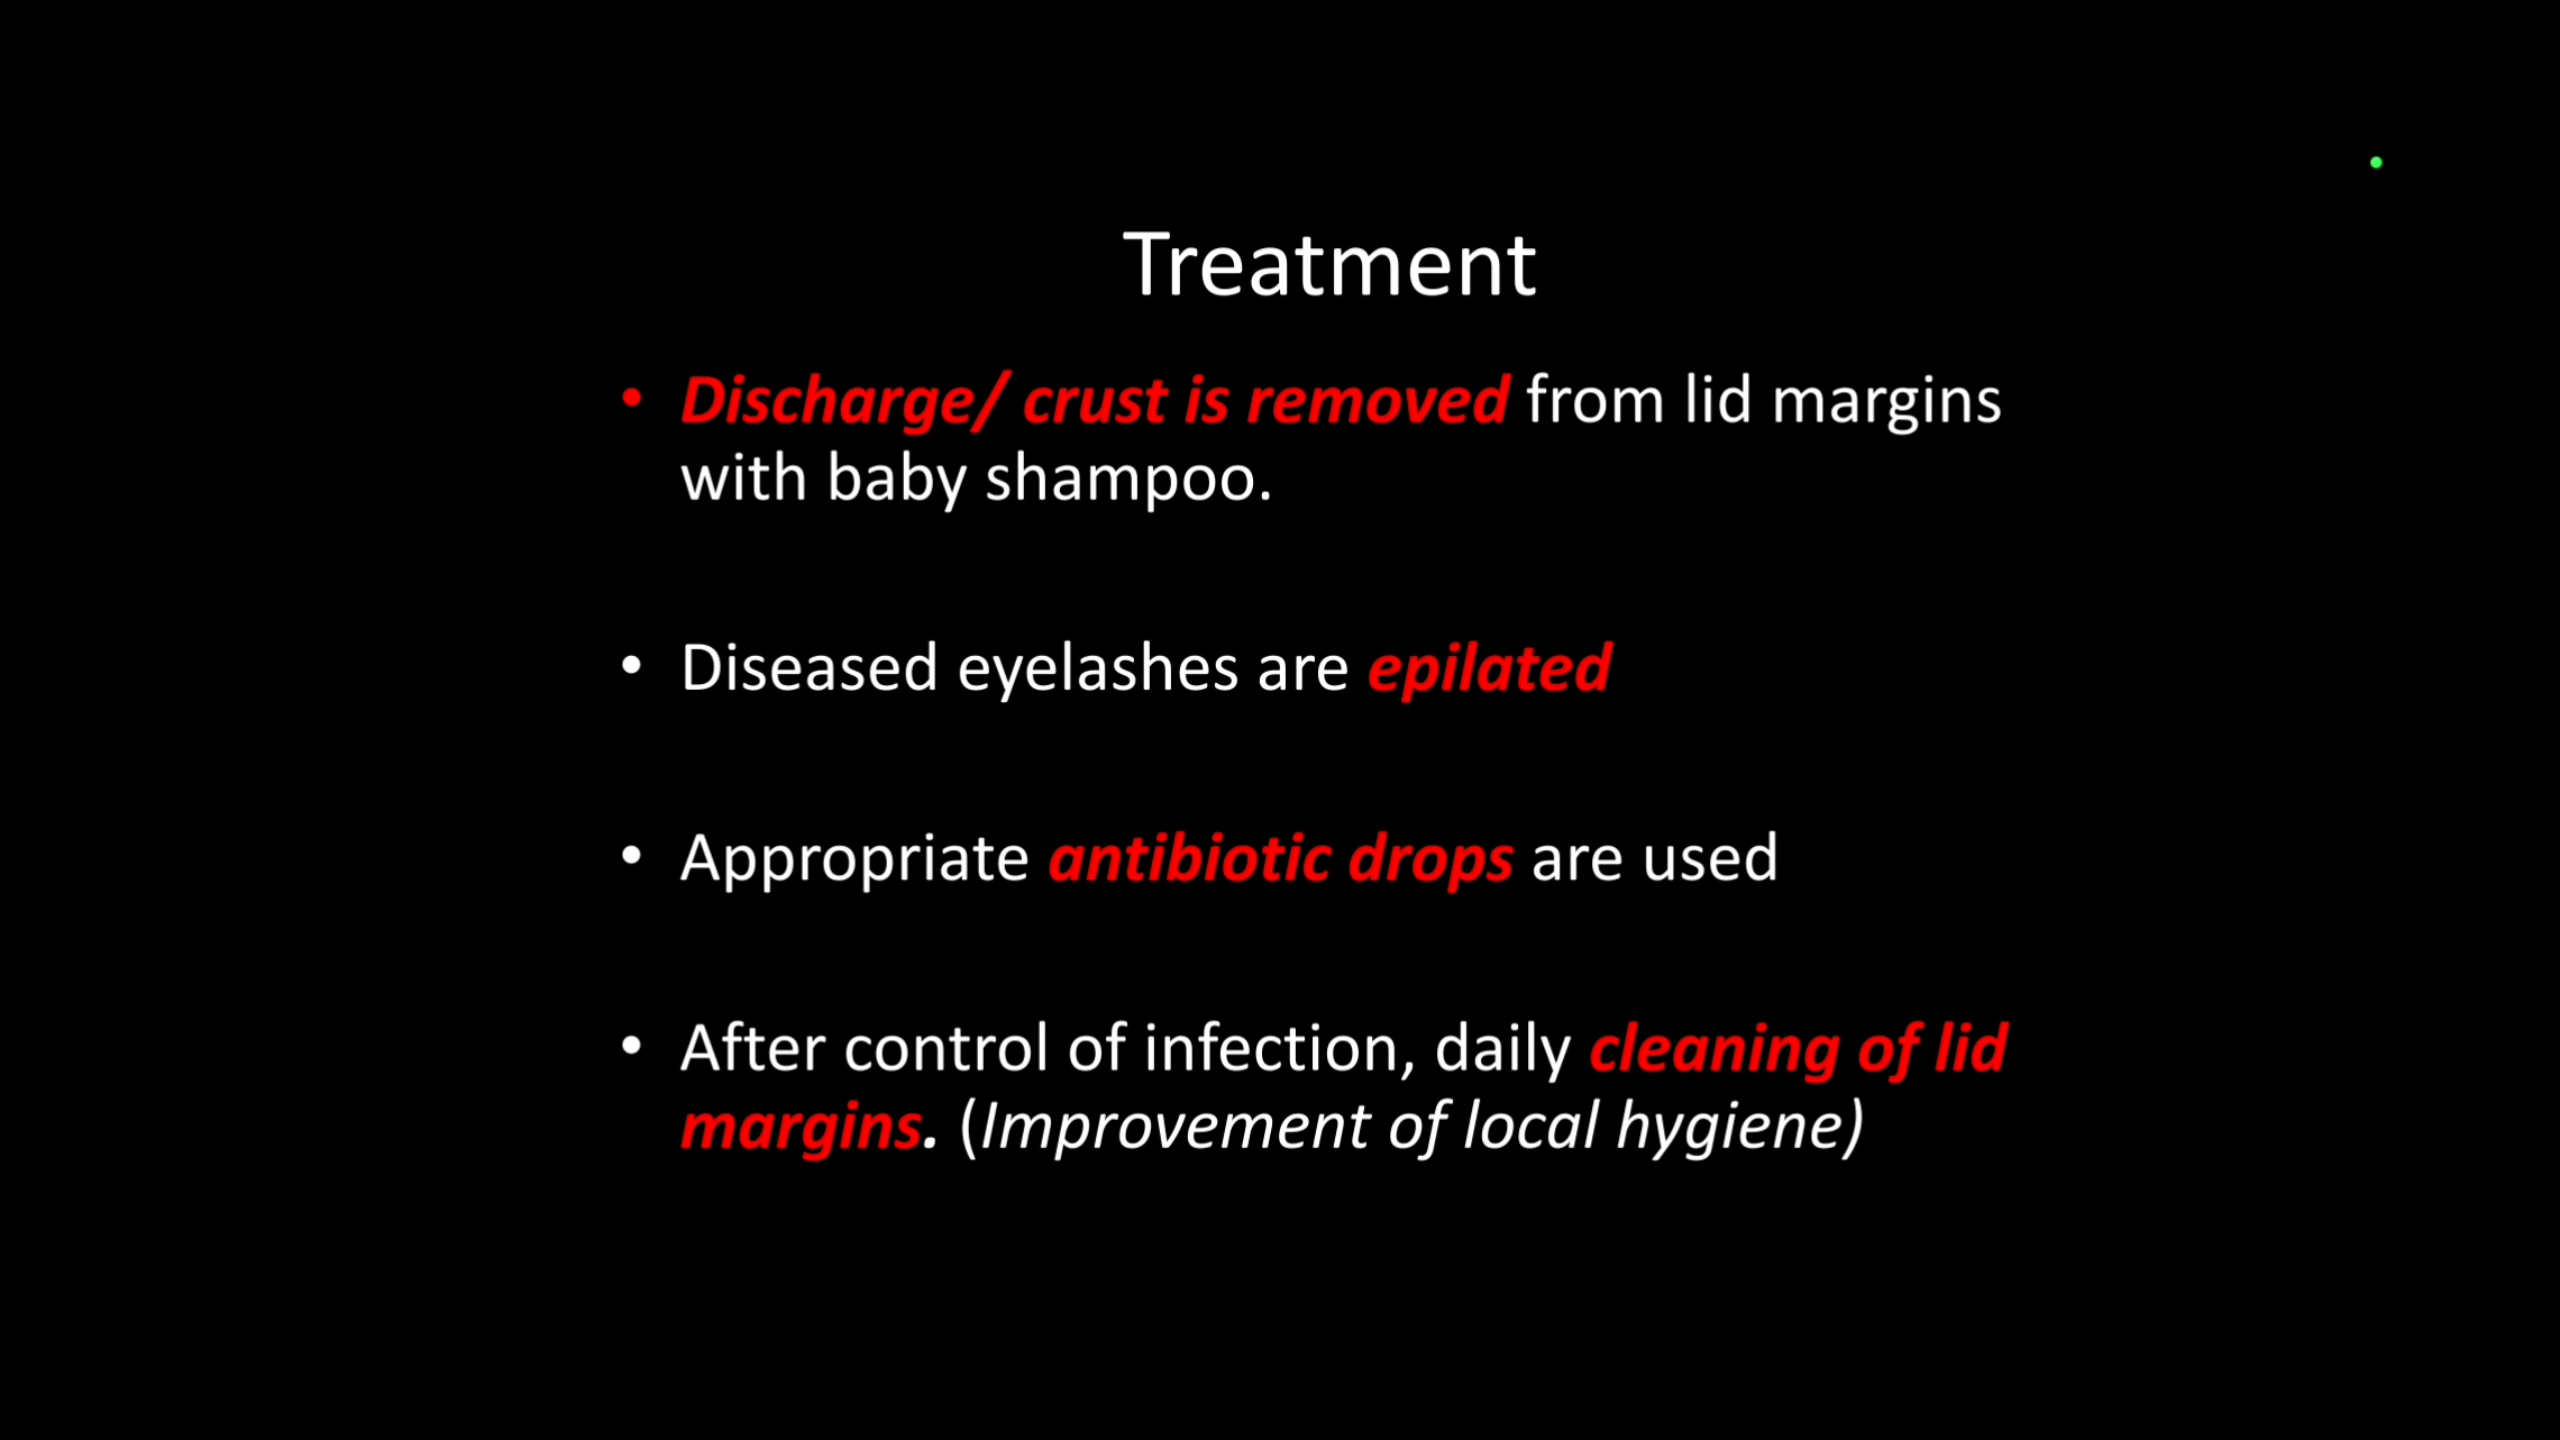 Treatment
• Discharge/ crust is removed from lid margins
with baby shampoo.
• Diseased eyelashes are epilated
• Appropriate antibiotic drops are used
• After control of infection, daily cleaning of lid
margins. (Improvement of local hygiene)